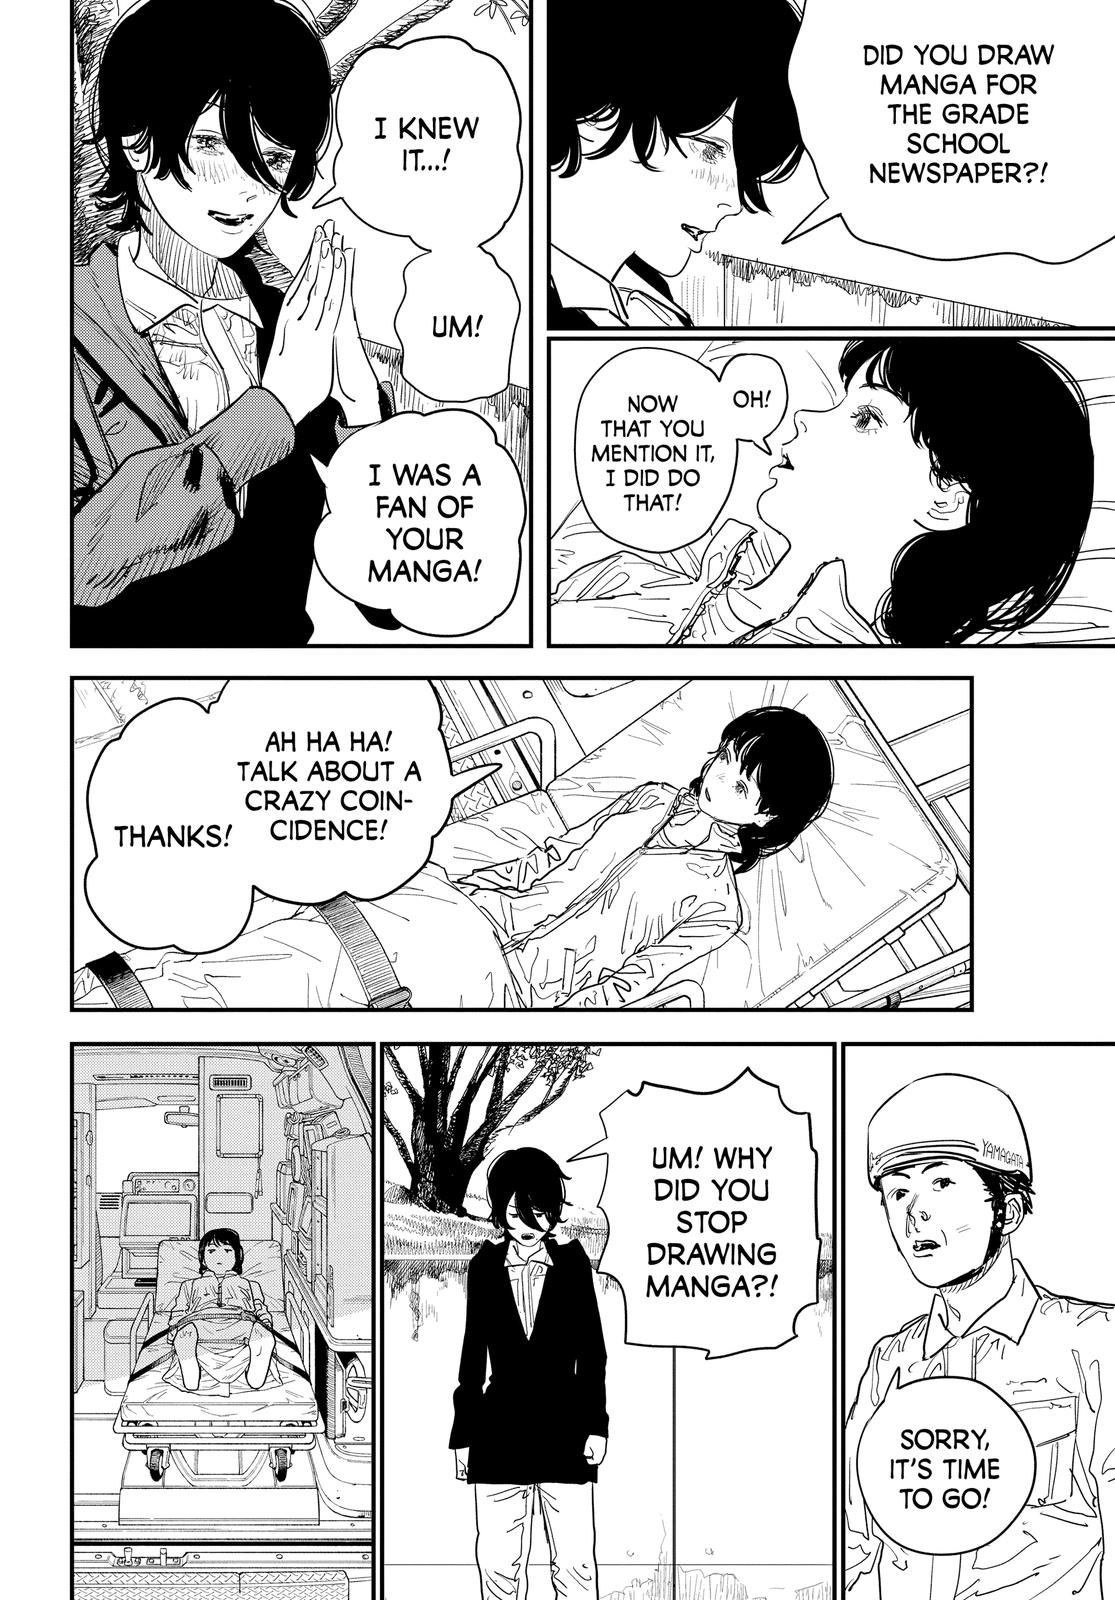 DID YOU DRAW
MANGA FOR
THE GRADE
SCHOOL
NEWSPAPER?!
OH!
NOW
THAT YOU
MENTION IT,
I DID DO
THAT!
I KNEW
IT...!
UM!
I WAS A
FAN OF
YOUR
MANGA!
AH HA HA!
TALK ABOUT A
CRAZY COIN-
CIDENCE!
THANKS!
YAMAGATA
SORRY,
IT'S TIME
TO GO!
UM! WHY
DID YOU
STOP
DRAWING
MANGA?!